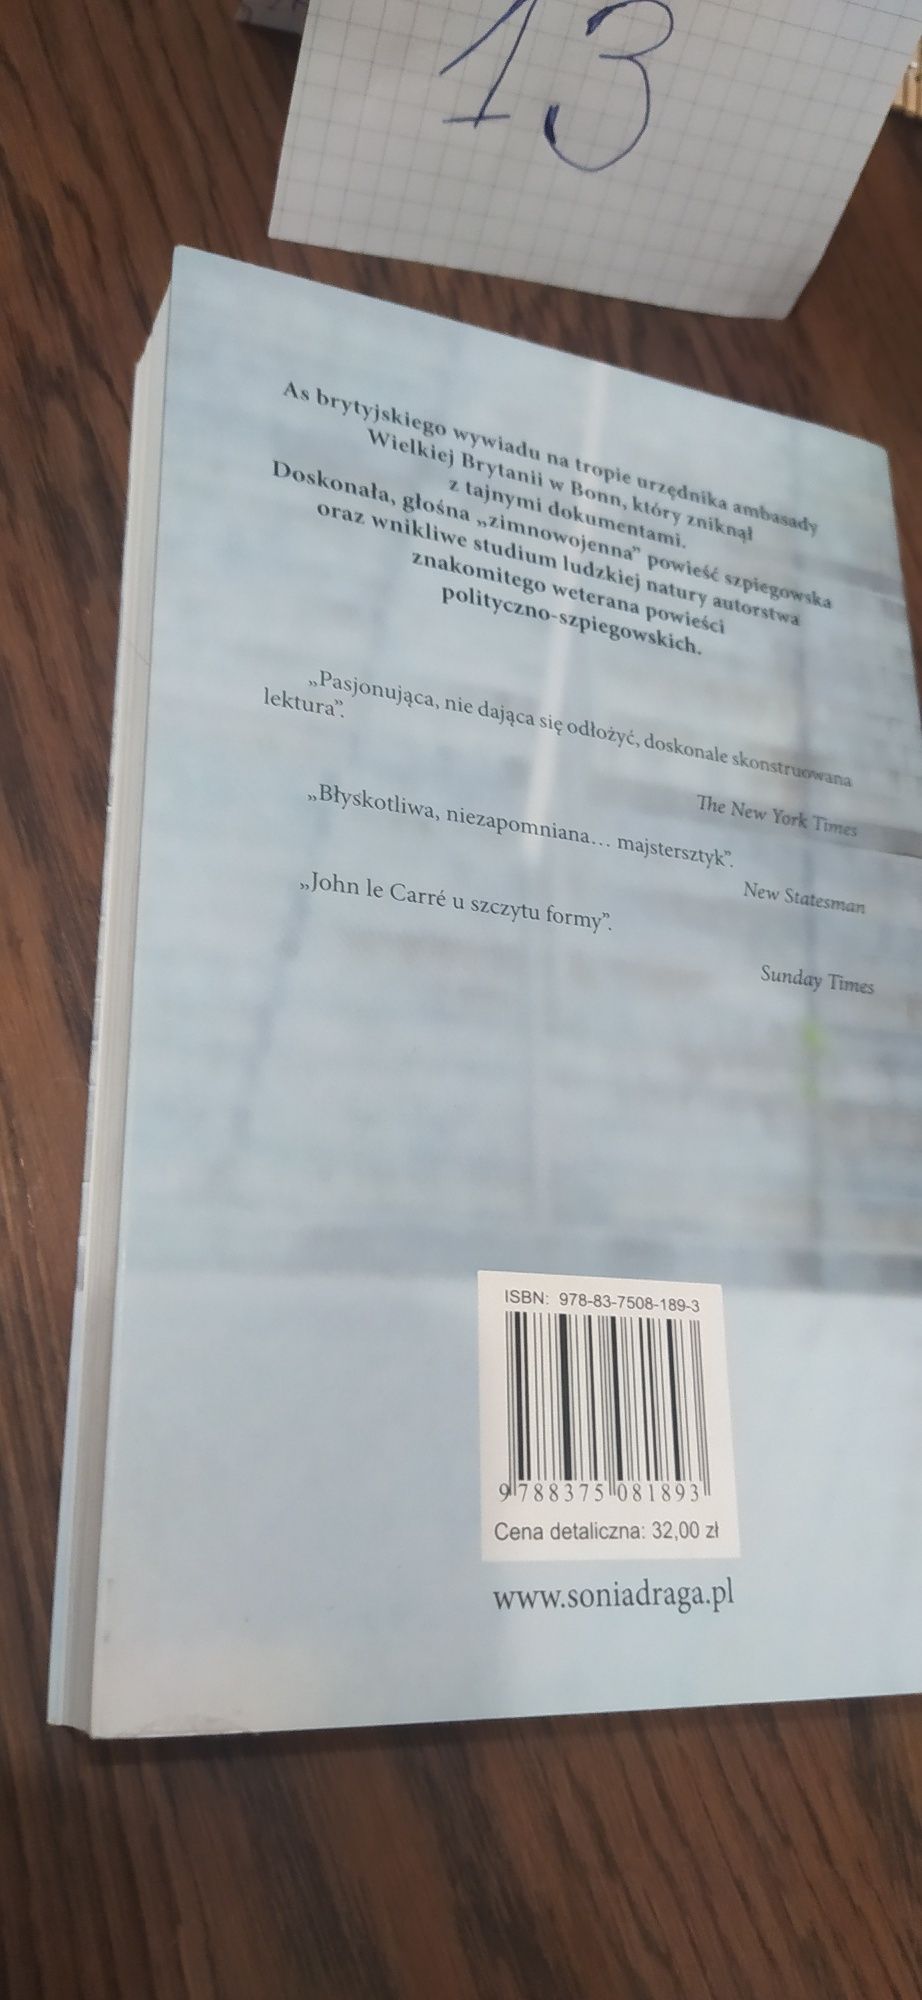 13
As brytyjskiego wywiadu na tropie urzędnika ambasady
Wielkiej Brytanii w Bonn, który zniknął
z tajnymi dokumentami.
Doskonała, głośna „zimnowojenna” powieść szpiegowska
oraz wnikliwe studium ludzkiej natury autorstwa
znakomitego weterana powieści
polityczno-szpiegowskich.
„Pasjonująca, nie dająca się odłożyć, doskonale skonstruowana
lektura”.
The New York Times
„Błyskotliwa, niezapomniana… majstersztyk”.
New Statesman
„John le Carré u szczytu formy”.
Sunday Times
ISBN: 978-83-7508-189-3
9 788375 081893
Cena detaliczna: 32,00 zł
www.soniadraga.pl